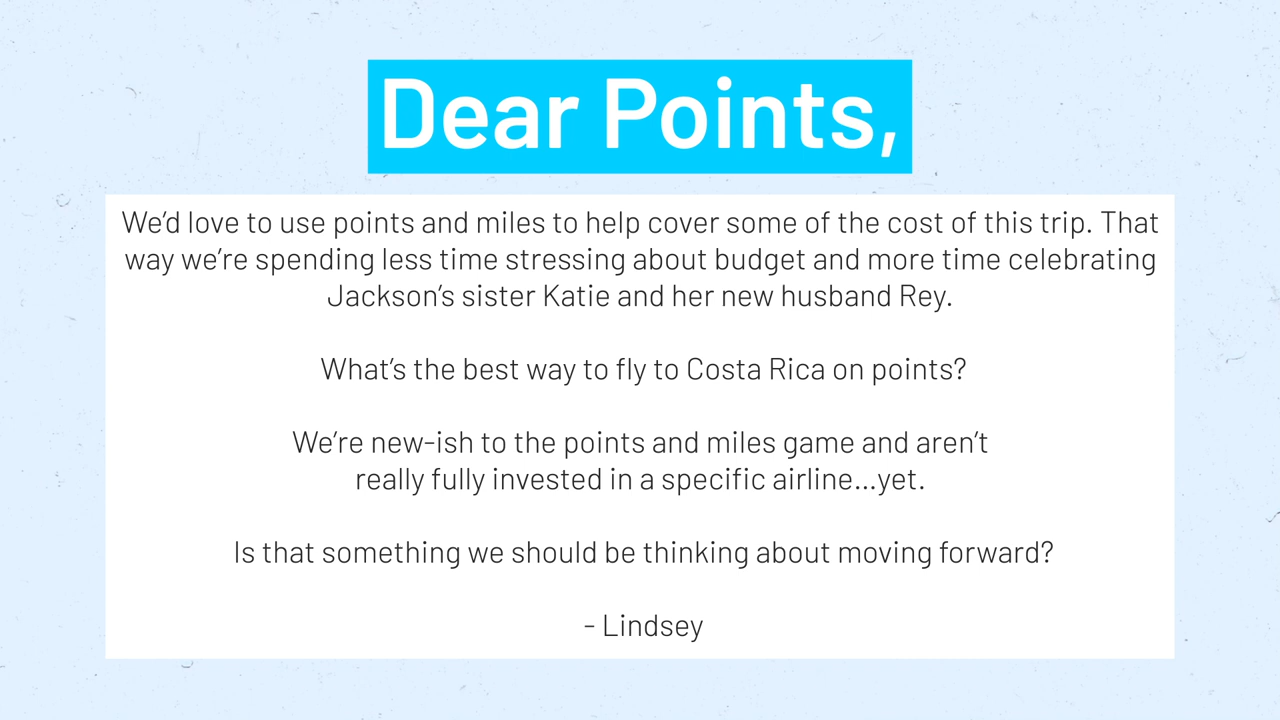 Dear Points,
We’d love to use points and miles to help cover some of the cost of this trip. That
way we’re spending less time stressing about budget and more time celebrating
Jackson’s sister Katie and her new husband Rey.
What’s the best way to fly to Costa Rica on points?
We’re new-ish to the points and miles game and aren’t
really fully invested in a specific airline...yet.
Is that something we should be thinking about moving forward?
- Lindsey